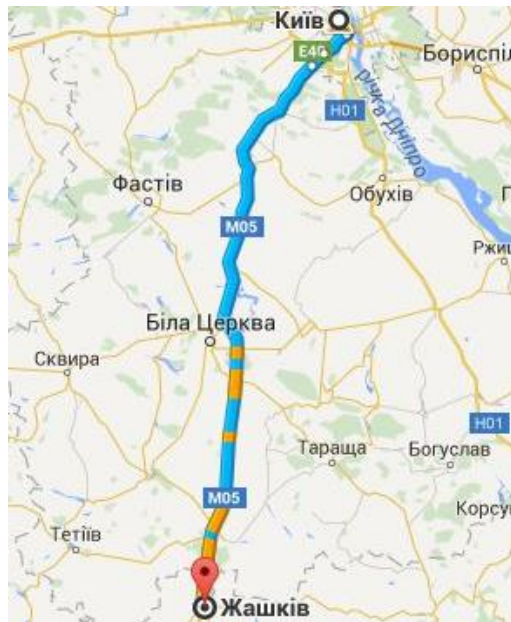 Київ
E40
Бориспіл
H01
річка Дніпро
Фастів
Обухів
M05
Ржищ
Біла Церква
Сквира
H01
Тараща
Богуслав
M05
Корсу
Тетіїв
Жашків